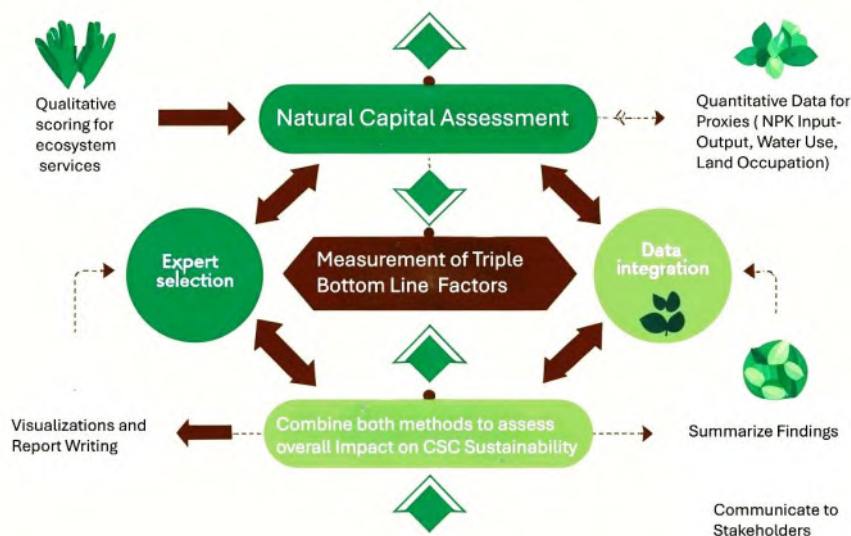 Qualitative
scoring for
ecosystem
services
Natural Capital Assessment
Quantitative Data for
Proxies ( NPK Input-
Output, Water Use,
Land Occupation)
Expert
selection
Measurement of Triple
Bottom Line Factors
Data
integration
Visualizations and
Report Writing
Combine both methods to assess
overall Impact on CSC Sustainability
Summarize Findings
Communicate to
Stakeholders